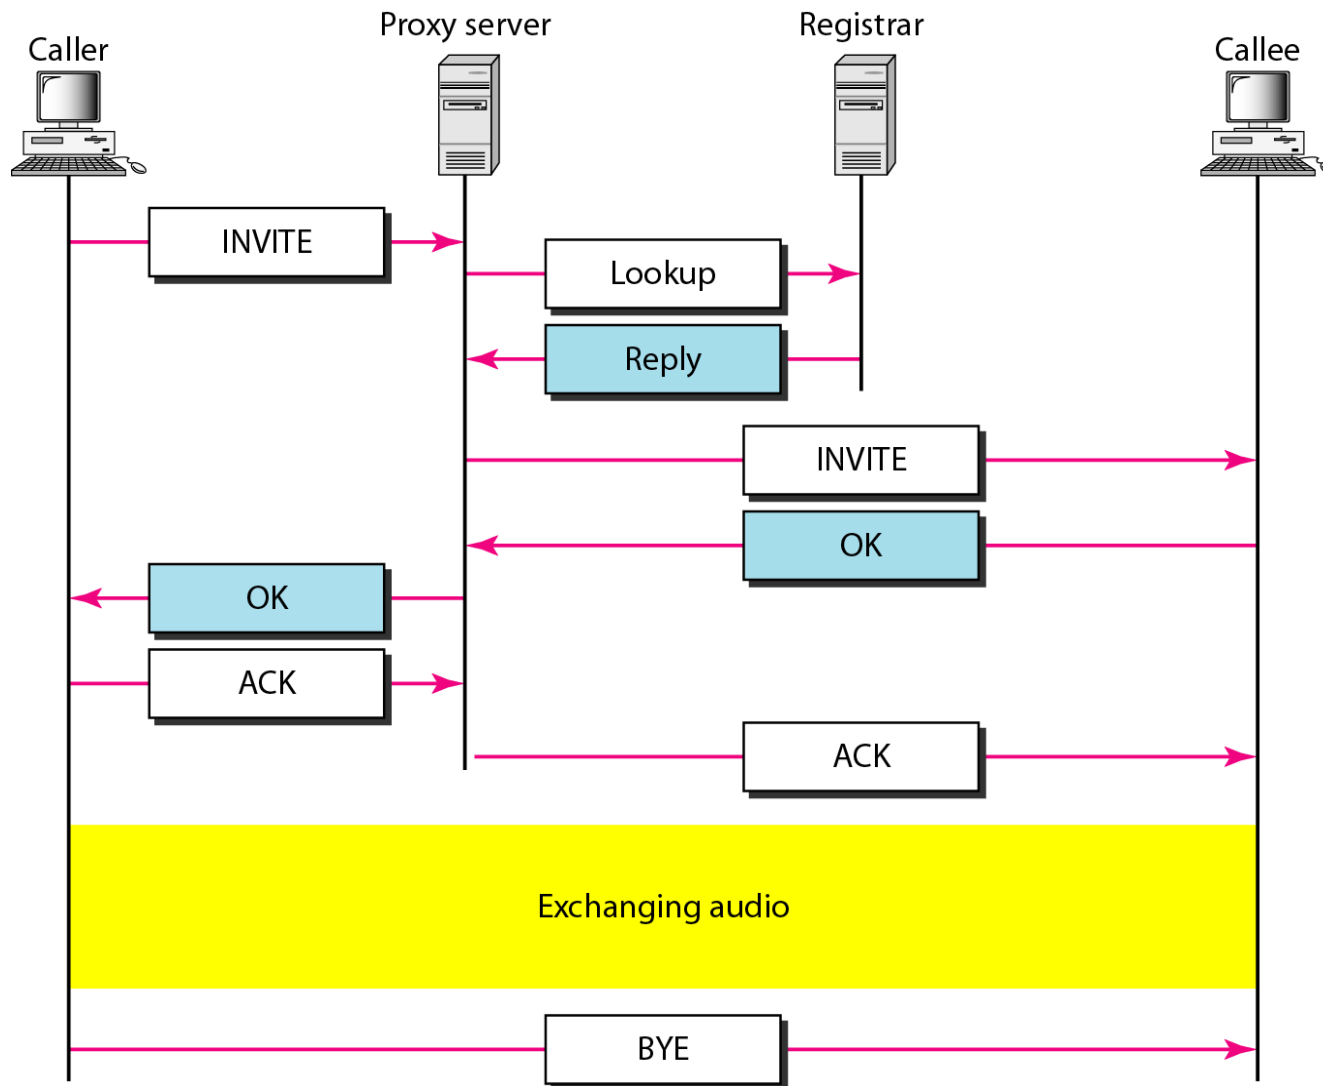 Proxy server
Registrar
Caller
Callee
INVITE
Lookup
Reply
INVITE
OK
OK
ACK
ACK
Exchanging audio
BYE